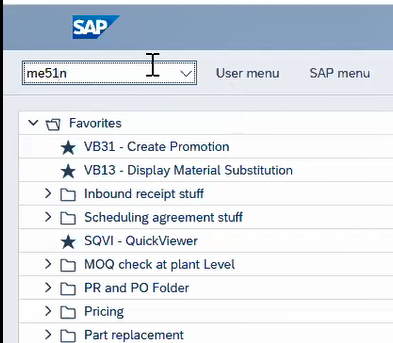 SAP
me51n User menu SAP menu
Favorites
VB31 - Create Promotion
VB13 - Display Material Substitution
Inbound receipt stuff
Scheduling agreement stuff
SQVI - QuickViewer
MOQ check at plant Level
PR and PO Folder
Pricing
Part replacement